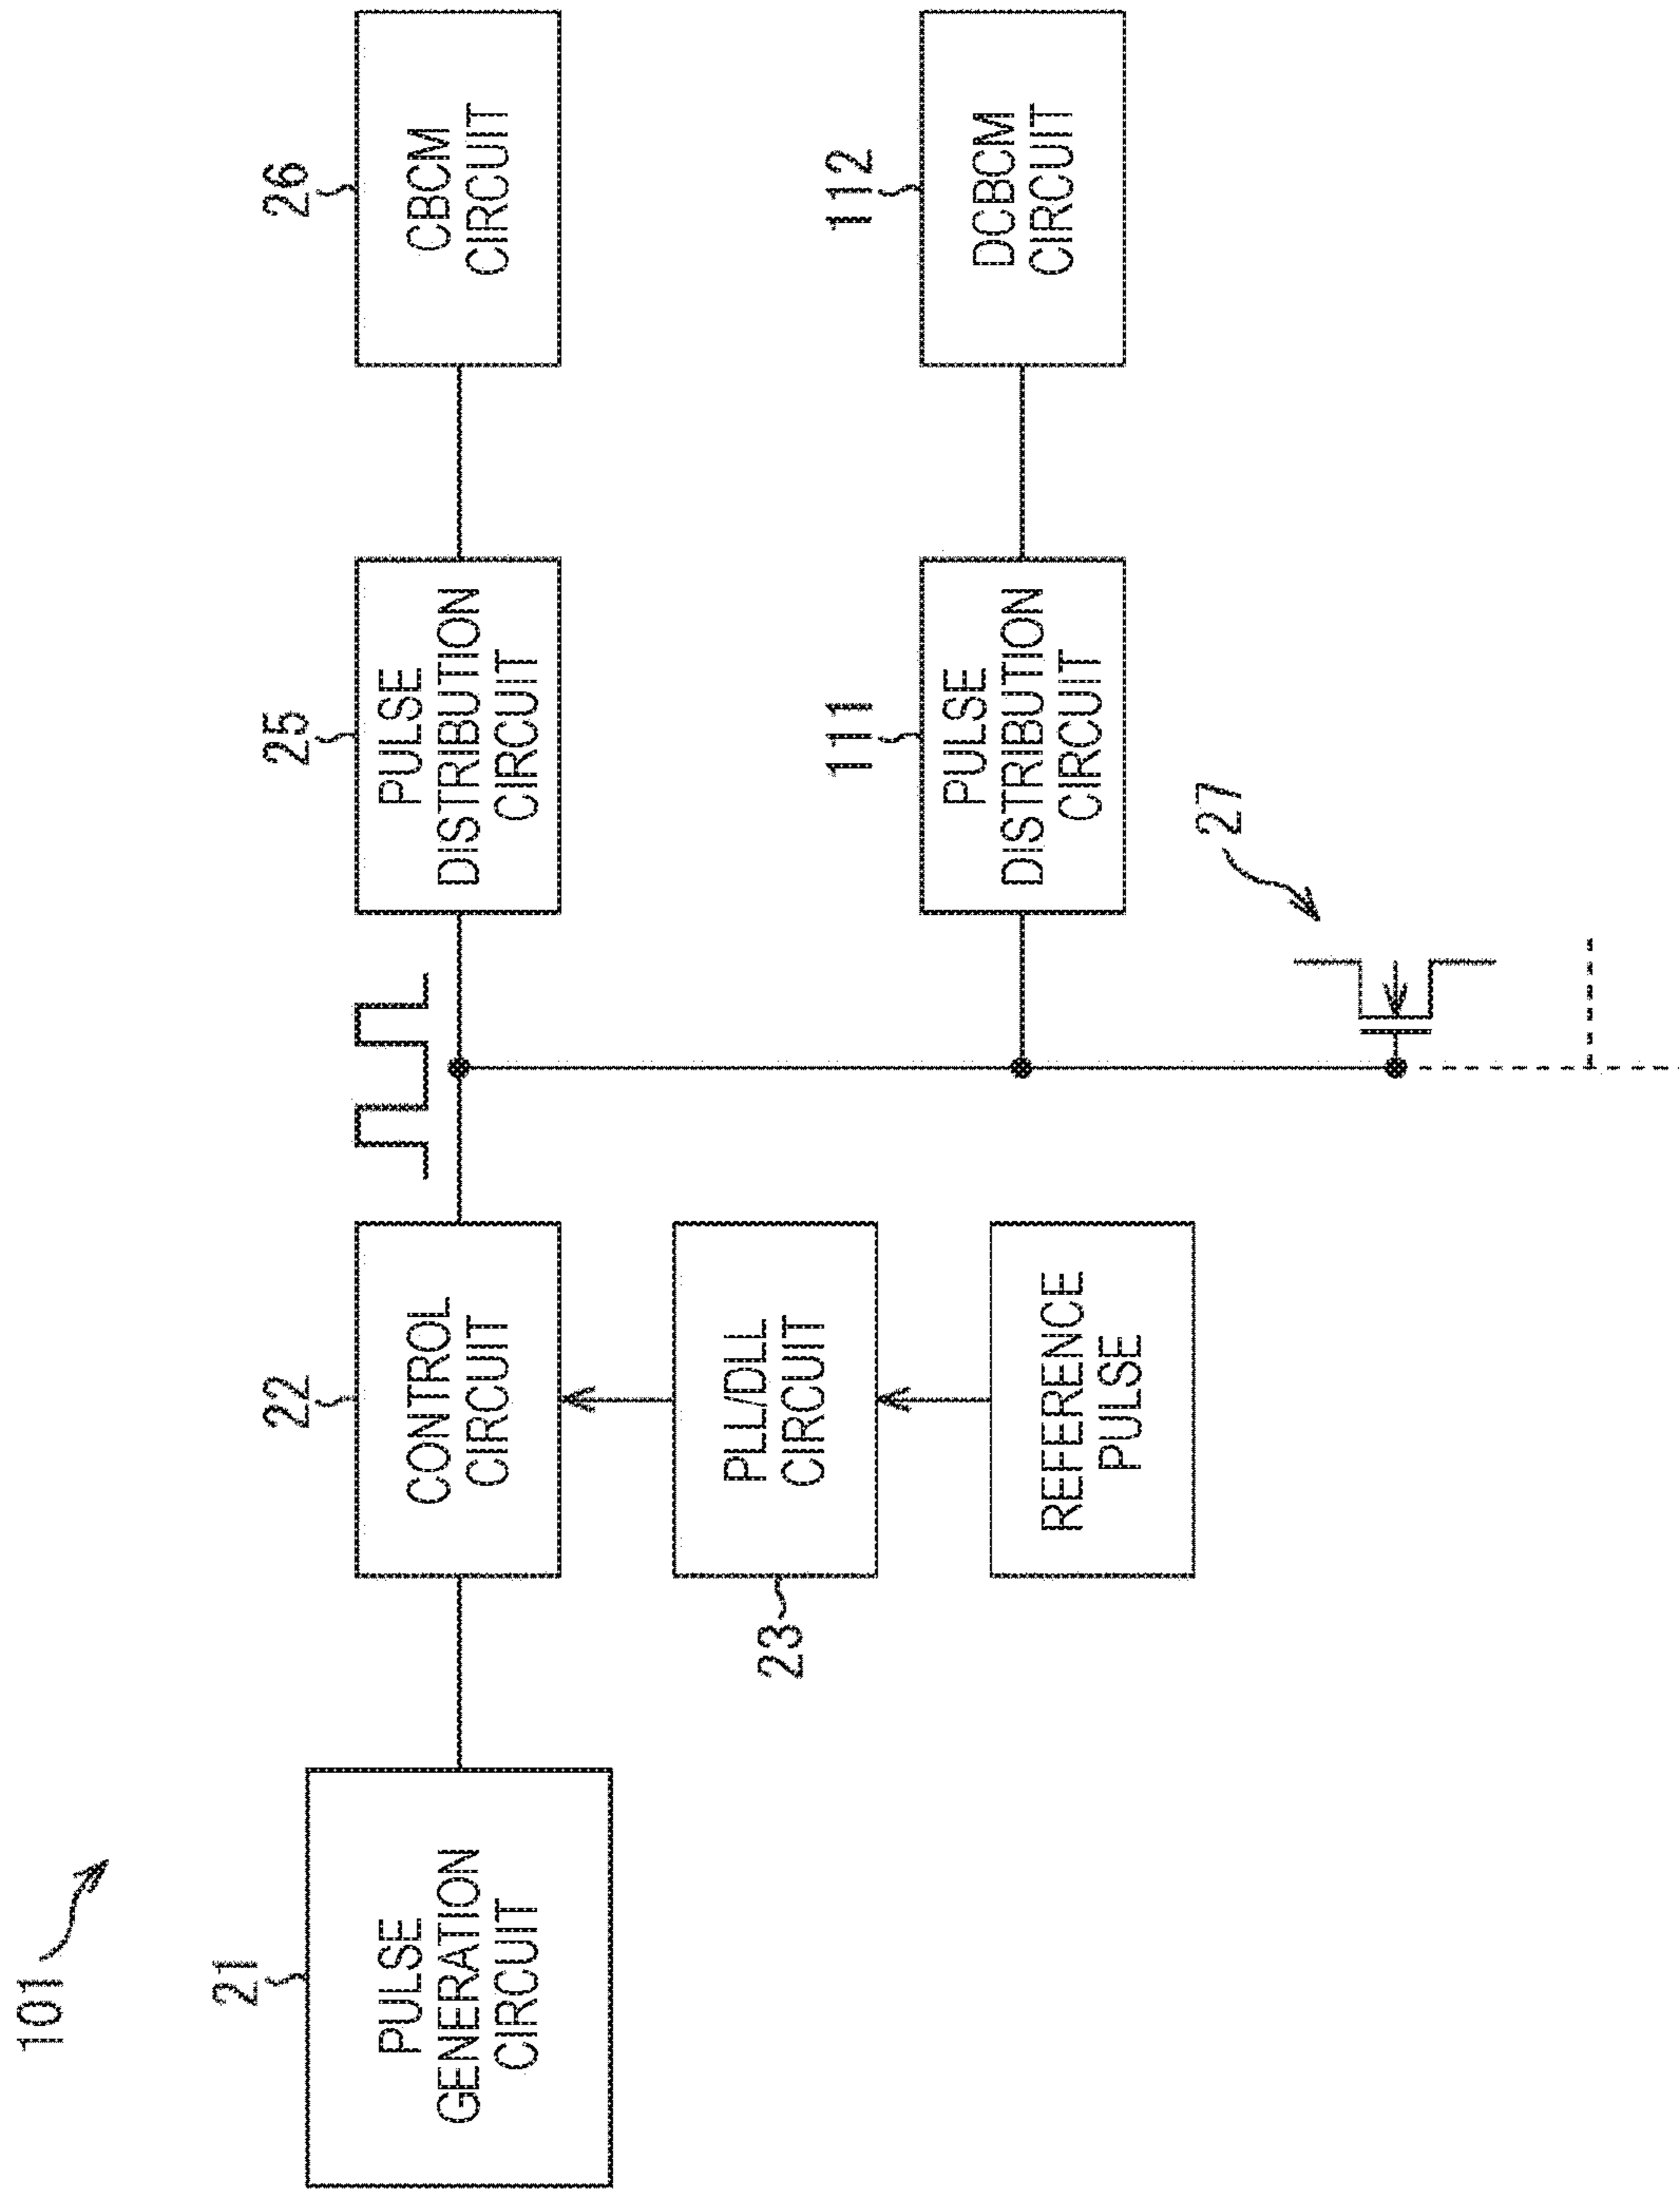 101
21
PULSE
GENERATION
CIRCUIT
22
CONTROL
CIRCUIT
23
PLL/DLL
CIRCUIT
REFERENCE
PULSE
25
PULSE
DISTRIBUTION
CIRCUIT
26
CBCM
CIRCUIT
111
PULSE
DISTRIBUTION
CIRCUIT
112
DCBCM
CIRCUIT
27